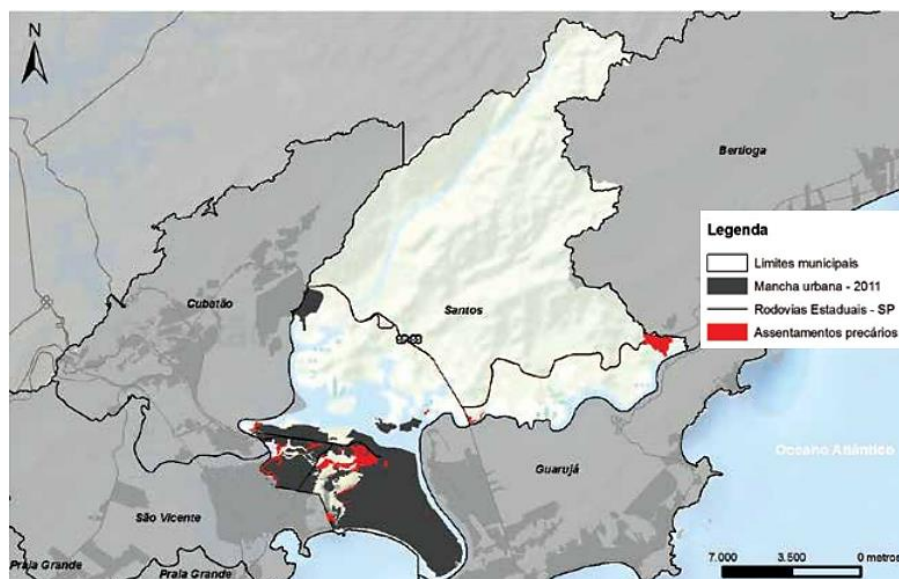 N
Bertioga
Legenda
Limites municipais
Mancha urbana - 2011
Rodovias Estaduais - SP
Assentamentos precários
Cubatão
Santos
Oceano Atlântico
Guarujá
São Vicente
Praia Grande
Praia Grande
7.000 3.500 0 metros